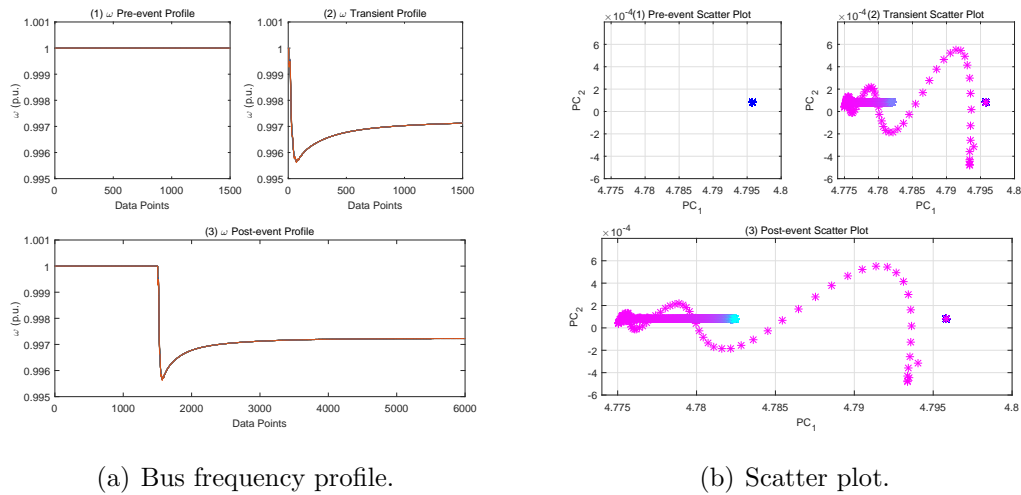 (1) ω Pre-event Profile
1.001
1
0.999
0.998
0.997
0.996
0.995
ω (p.u.)
0 500 1000 1500
Data Points
(2) Transient Profile
1.001
1
0.999
0.998
0.997
0.996
0.995
ω (p.u.)
0 500 1000 1500
Data Points
(3) ω Post-event Profile
1.001
1
0.999
0.998
0.997
0.996
0.995
ω (p.u.)
0 1000 2000 3000 4000 5000 6000
Data Points
(a) Bus frequency profile.
×10-4 (1) Pre-event Scatter Plot
6
4
2
0
-2
-4
-6
PC2
4.775 4.78 4.785 4.79 4.795 4.8
PC1
×10-4 (2) Transient Scatter Plot
6
4
2
0
-2
-4
-6
PC2
4.775 4.78 4.785 4.79 4.795 4.8
PC1
×10-4 (3) Post-event Scatter Plot
6
4
2
0
-2
-4
-6
PC2
4.775 4.78 4.785 4.79 4.795 4.8
PC1
(b) Scatter plot.